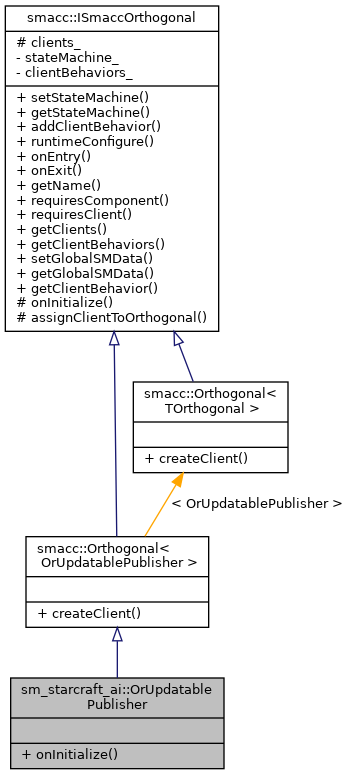 smacc::ISmaccOrthogonal
# clients_
- stateMachine_
- clientBehaviors_
+ setStateMachine()
+ getStateMachine()
+ addClientBehavior()
+ runtimeConfigure()
+ onEntry()
+ onExit()
+ getName()
+ requiresComponent()
+ requiresClient()
+ getClients()
+ getClientBehaviors()
+ setGlobalSMData()
+ getGlobalSMData()
+ getClientBehavior()
# onInitialize()
# assignClientToOrthogonal()
smacc::Orthogonal<
TOrthogonal >
+ createClient()
< OrUpdatablePublisher >
smacc::Orthogonal<
OrUpdatablePublisher >
+ createClient()
sm_starcraft_ai::OrUpdatable
Publisher
+ onInitialize()